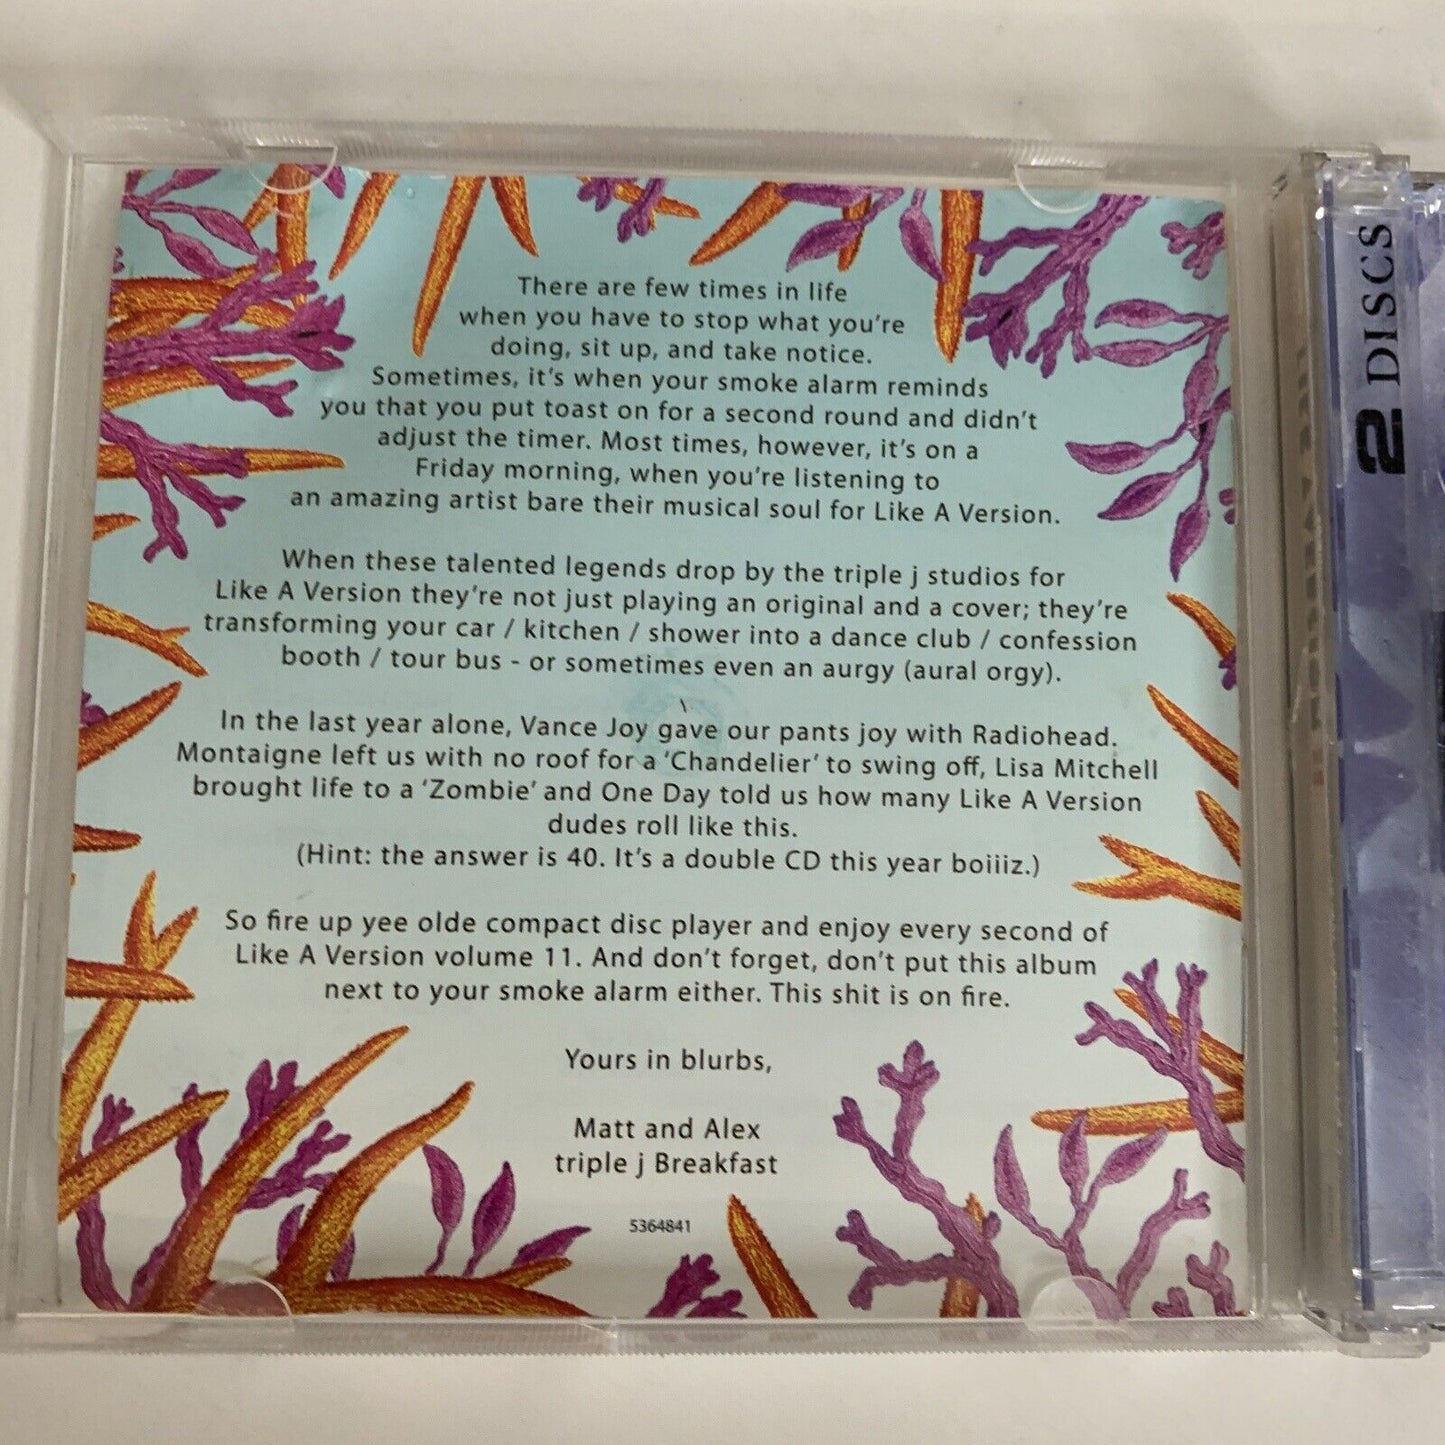 There are few times in life
when you have to stop what you're
doing, sit up, and take notice.
Sometimes, it's when your smoke alarm reminds
you that you put toast on for a second round and didn't
adjust the timer. Most times, however, it's on a
Friday morning, when you're listening to
an amazing artist bare their musical soul for Like A Version.
When these talented legends drop by the triple j studios for
Like A Version they're not just playing an original and a cover; they're
transforming your car / kitchen / shower into a dance club / confession
booth / tour bus - or sometimes even an aurgy (aural orgy).
In the last year alone, Vance Joy gave our pants joy with Radiohead.
Montaigne left us with no roof for a 'Chandelier' to swing off, Lisa Mitchell
brought life to a 'Zombie' and One Day told us how many Like A Version
dudes roll like this.
(Hint: the answer is 40. It's a double CD this year boiiiz.)
So fire up yee olde compact disc player and enjoy every second of
Like A Version volume 11. And don't forget, don't put this album
next to your smoke alarm either. This shit is on fire.
Yours in blurbs,
Matt and Alex
triple j Breakfast
5364841
2 DISCS